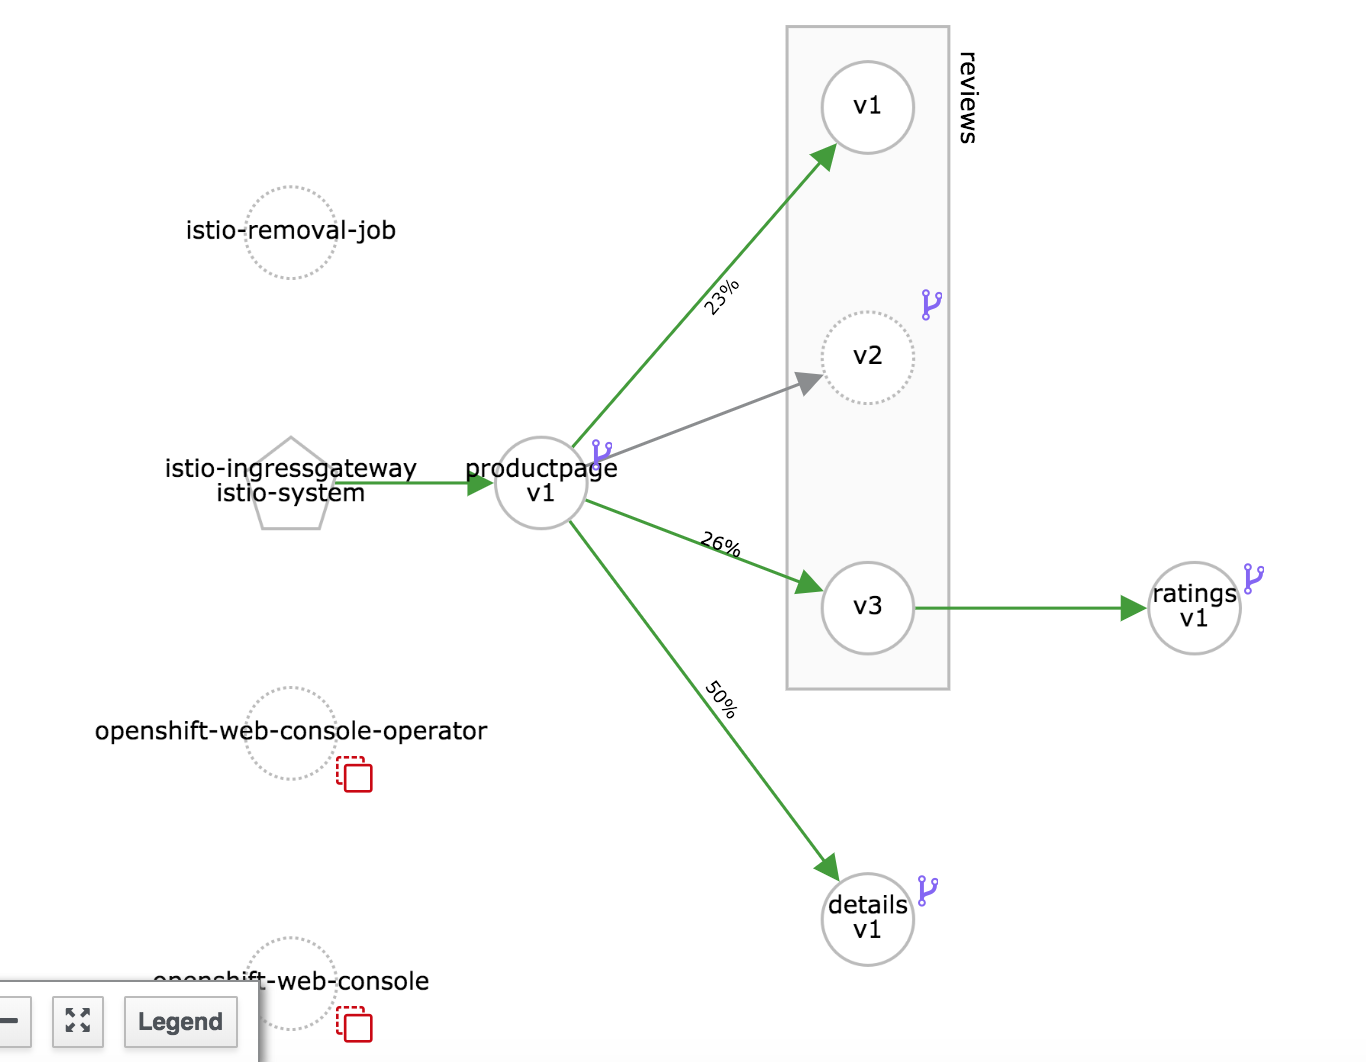 reviews
v1
istio-removal-job
23%
v2
istio-ingressgateway
istio-system
productpage
v1
26%
v3
ratings
v1
50%
openshift-web-console-operator
details
v1
openshift-web-console
Legend